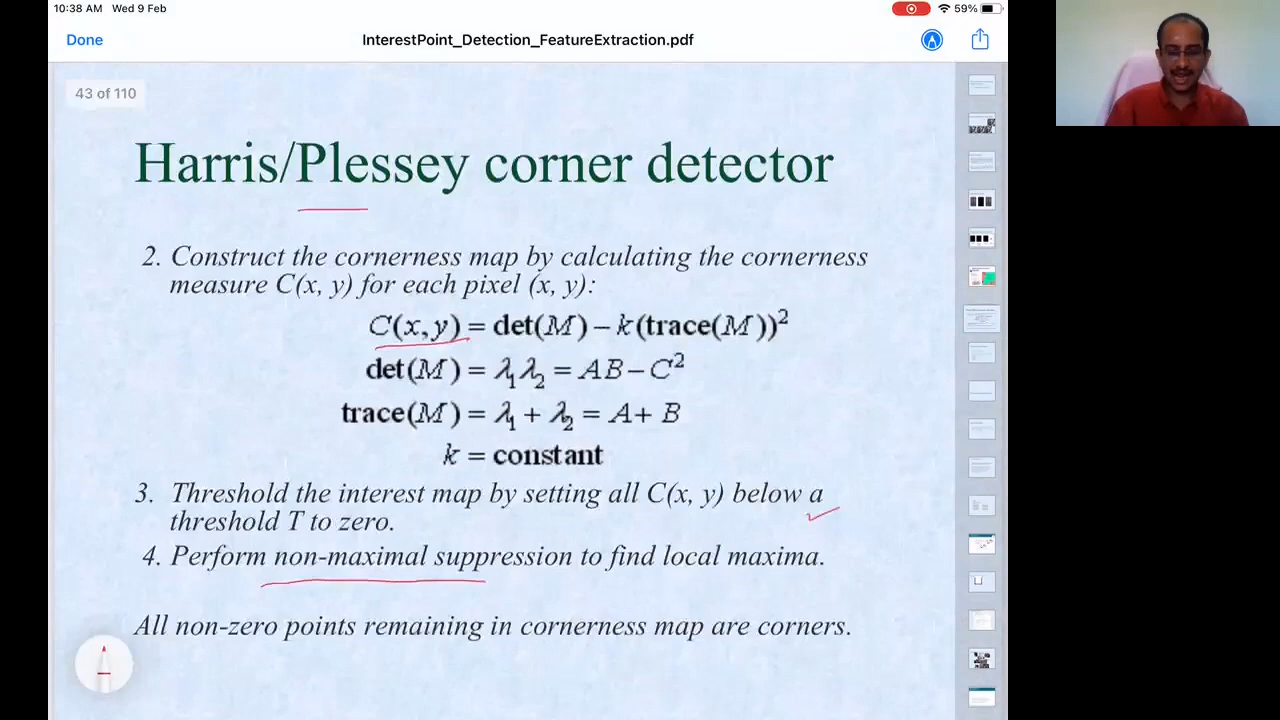 10:38 AM Wed 9 Feb
59%
Done
InterestPoint_Detection_FeatureExtraction.pdf
43 of 110
Harris/Plessey corner detector
2. Construct the cornerness map by calculating the cornerness
measure C(x, y) for each pixel (x, y):
C(x,y) = det(M) – k(trace(M))²
det(M) = λ₁λ₂ = AB – C²
trace(M) = λ₁ + λ₂ = A + B
k = constant
3. Threshold the interest map by setting all C(x, y) below a
threshold T to zero.
4. Perform non-maximal suppression to find local maxima.
All non-zero points remaining in cornerness map are corners.